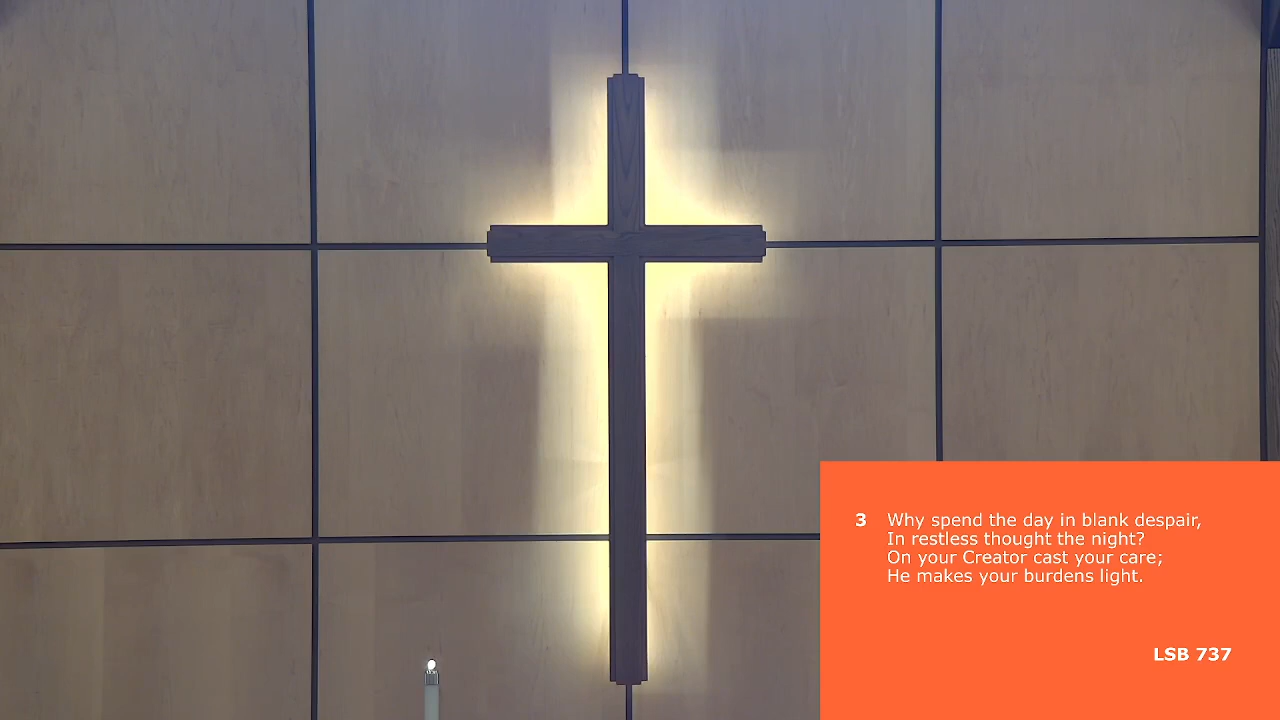 3 Why spend the day in blank despair,
In restless thought the night?
On your Creator cast your care;
He makes your burdens light.
LSB 737